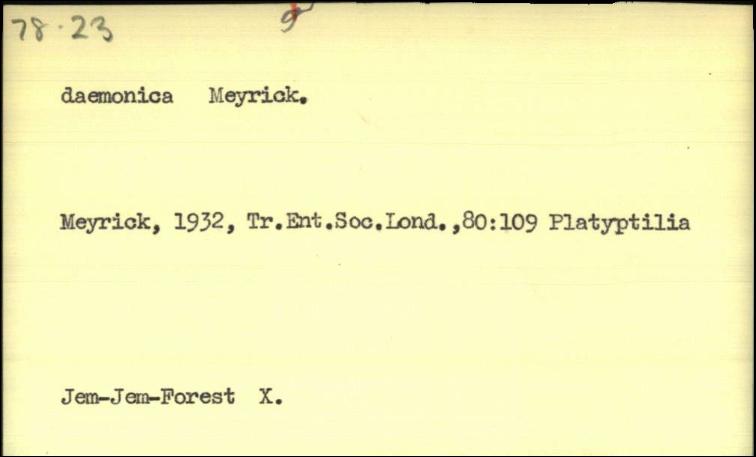 78.23
daemonica Meyrick.
Meyrick, 1932, Tr.Ent.Soc.Lond.,80:109 Platyptilia
Jem-Jem-Forest X.